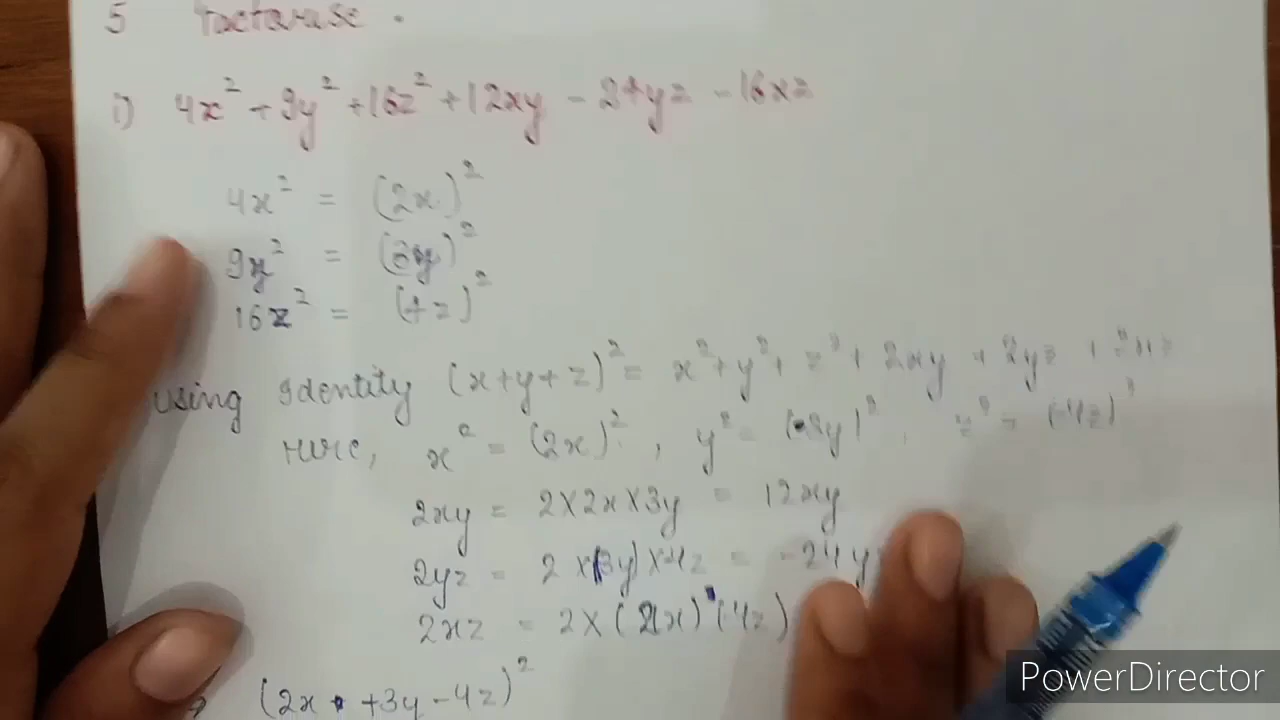 5 factorise .
i) 4x² + 9y² + 16z² + 12xy - 24yz - 16xz
4x² = (2x)²
9y² = (3y)²
16z² = (4z)²
using Identity (x+y+z)² = x² + y² + z² + 2xy + 2yz + 2xz
Here, x² = (2x)², y² = (3y)², z² = (-4z)²
2xy = 2×2x×3y = 12xy
2yz = 2×(3y)×-4z = -24y
2xz = 2×(2x) (-4z)
(2x +3y-4z)²
PowerDirector